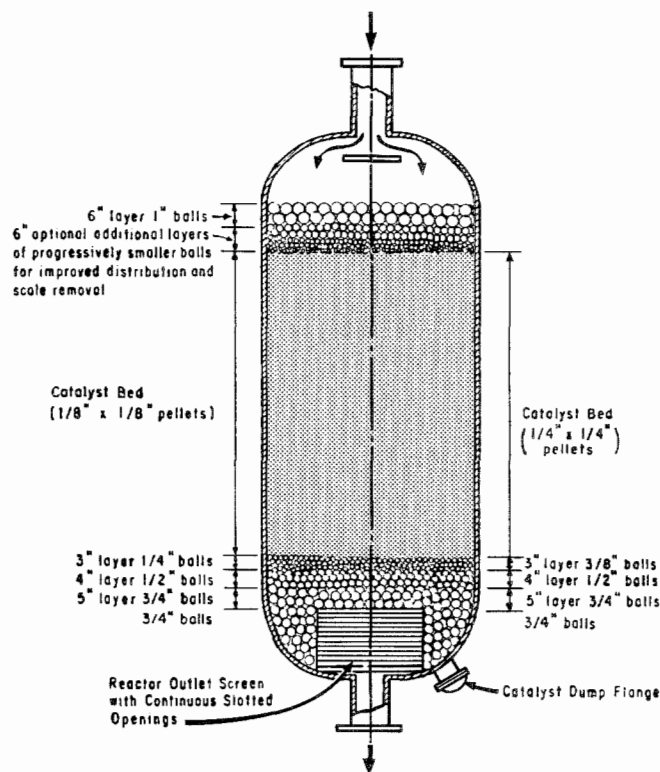 6" layer 1" balls
6" optional additional layers
of progressively smaller balls
for improved distribution and
scale removal
Catalyst Bed
(1/8" x 1/8" pellets)
Catalyst Bed
(1/4" x 1/4")
pellets
3" layer 1/4" balls
4" layer 1/2" balls
5" layer 3/4" balls
3/4" balls
3" layer 3/8" balls
4" layer 1/2" balls
5" layer 3/4" balls
3/4" balls
Reactor Outlet Screen
with Continuous Slotted
Openings
Catalyst Dump Flange